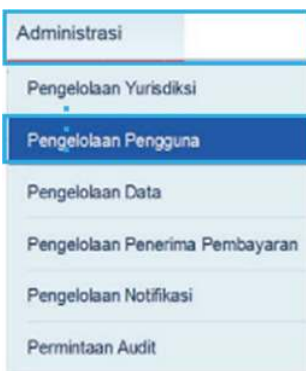 Administrasi
Pengelolaan Yurisdiksi
Pengelolaan Pengguna
Pengelolaan Data
Pengelolaan Penerima Pembayaran
Pengelolaan Notifikasi
Permintaan Audit